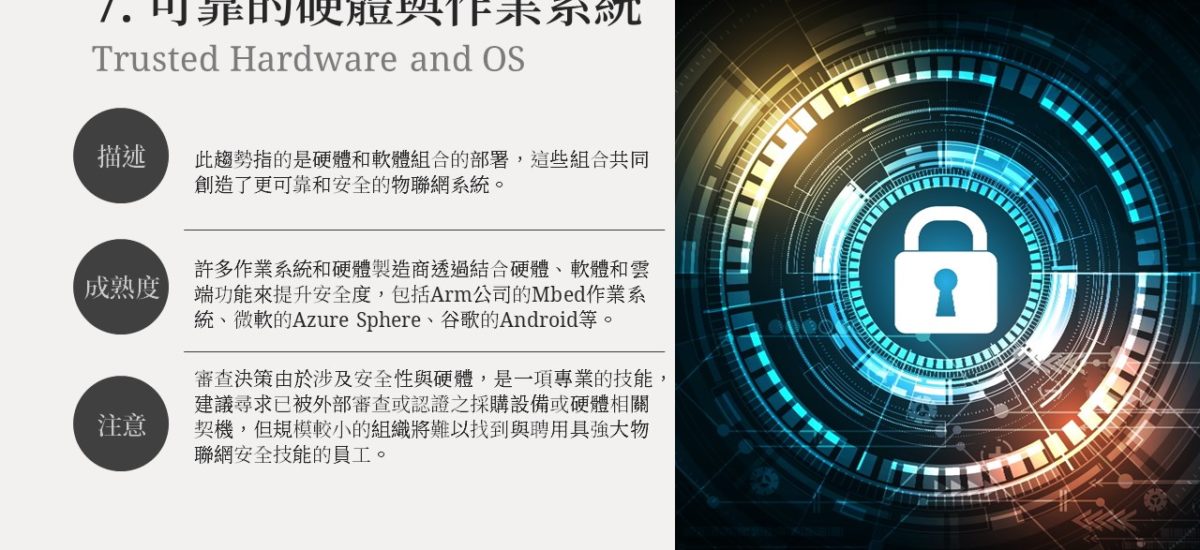 7. 可靠的硬體與作業系統
Trusted Hardware and OS
描述
此趨勢指的是硬體和軟體組合的部署，這些組合共同
創造了更可靠和安全的物聯網系統。
成熟度
許多作業系統和硬體製造商透過結合硬體、軟體和雲
端功能來提升安全度，包括Arm公司的Mbed作業系
統、微軟的Azure Sphere、谷歌的Android等。
注意
審查決策由於涉及安全性與硬體，是一項專業的技能，
建議尋求已被外部審查或認證之採購設備或硬體相關
契機，但規模較小的組織將難以找到與聘用具強大物
聯網安全技能的員工。